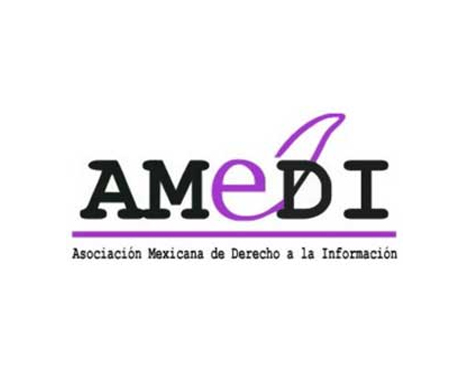 AMeDI
Asociación Mexicana de Derecho a la Información